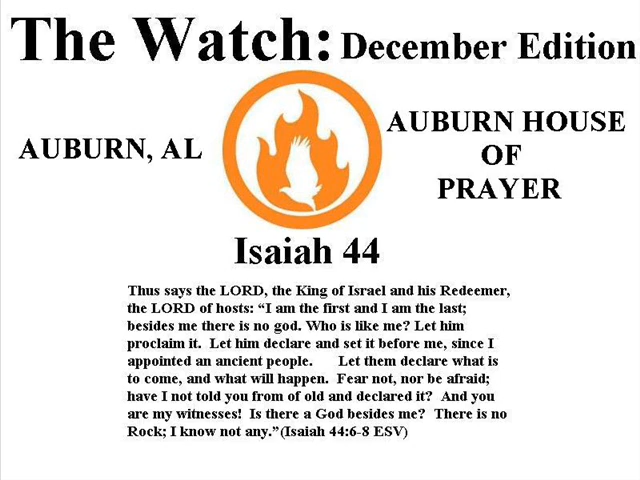 The Watch: December Edition
AUBURN, AL
AUBURN HOUSE
OF
PRAYER
Isaiah 44
Thus says the LORD, the King of Israel and his Redeemer,
the LORD of hosts: “I am the first and I am the last;
besides me there is no god. Who is like me? Let him
proclaim it. Let him declare and set it before me, since I
appointed an ancient people. Let them declare what is
to come, and what will happen. Fear not, nor be afraid;
have I not told you from of old and declared it? And you
are my witnesses! Is there a God besides me? There is no
Rock; I know not any.”(Isaiah 44:6-8 ESV)